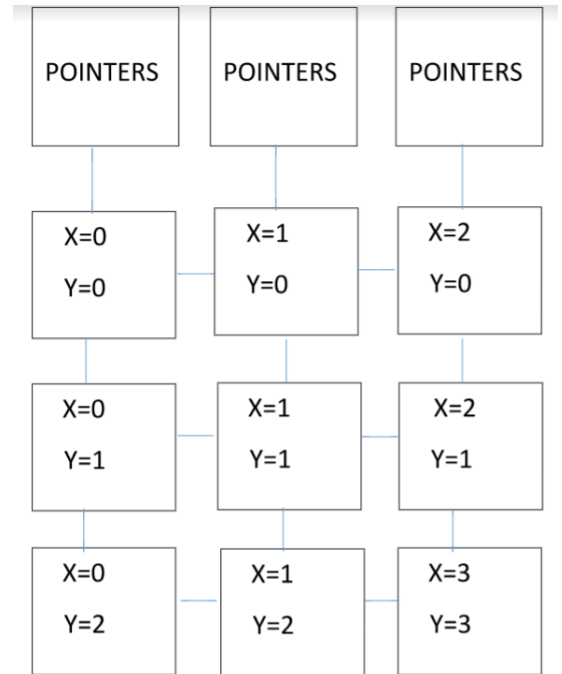 POINTERS
POINTERS
POINTERS
X=0
Y=0
X=1
Y=0
X=2
Y=0
X=0
Y=1
X=1
Y=1
X=2
Y=1
X=0
Y=2
X=1
Y=2
X=3
Y=3